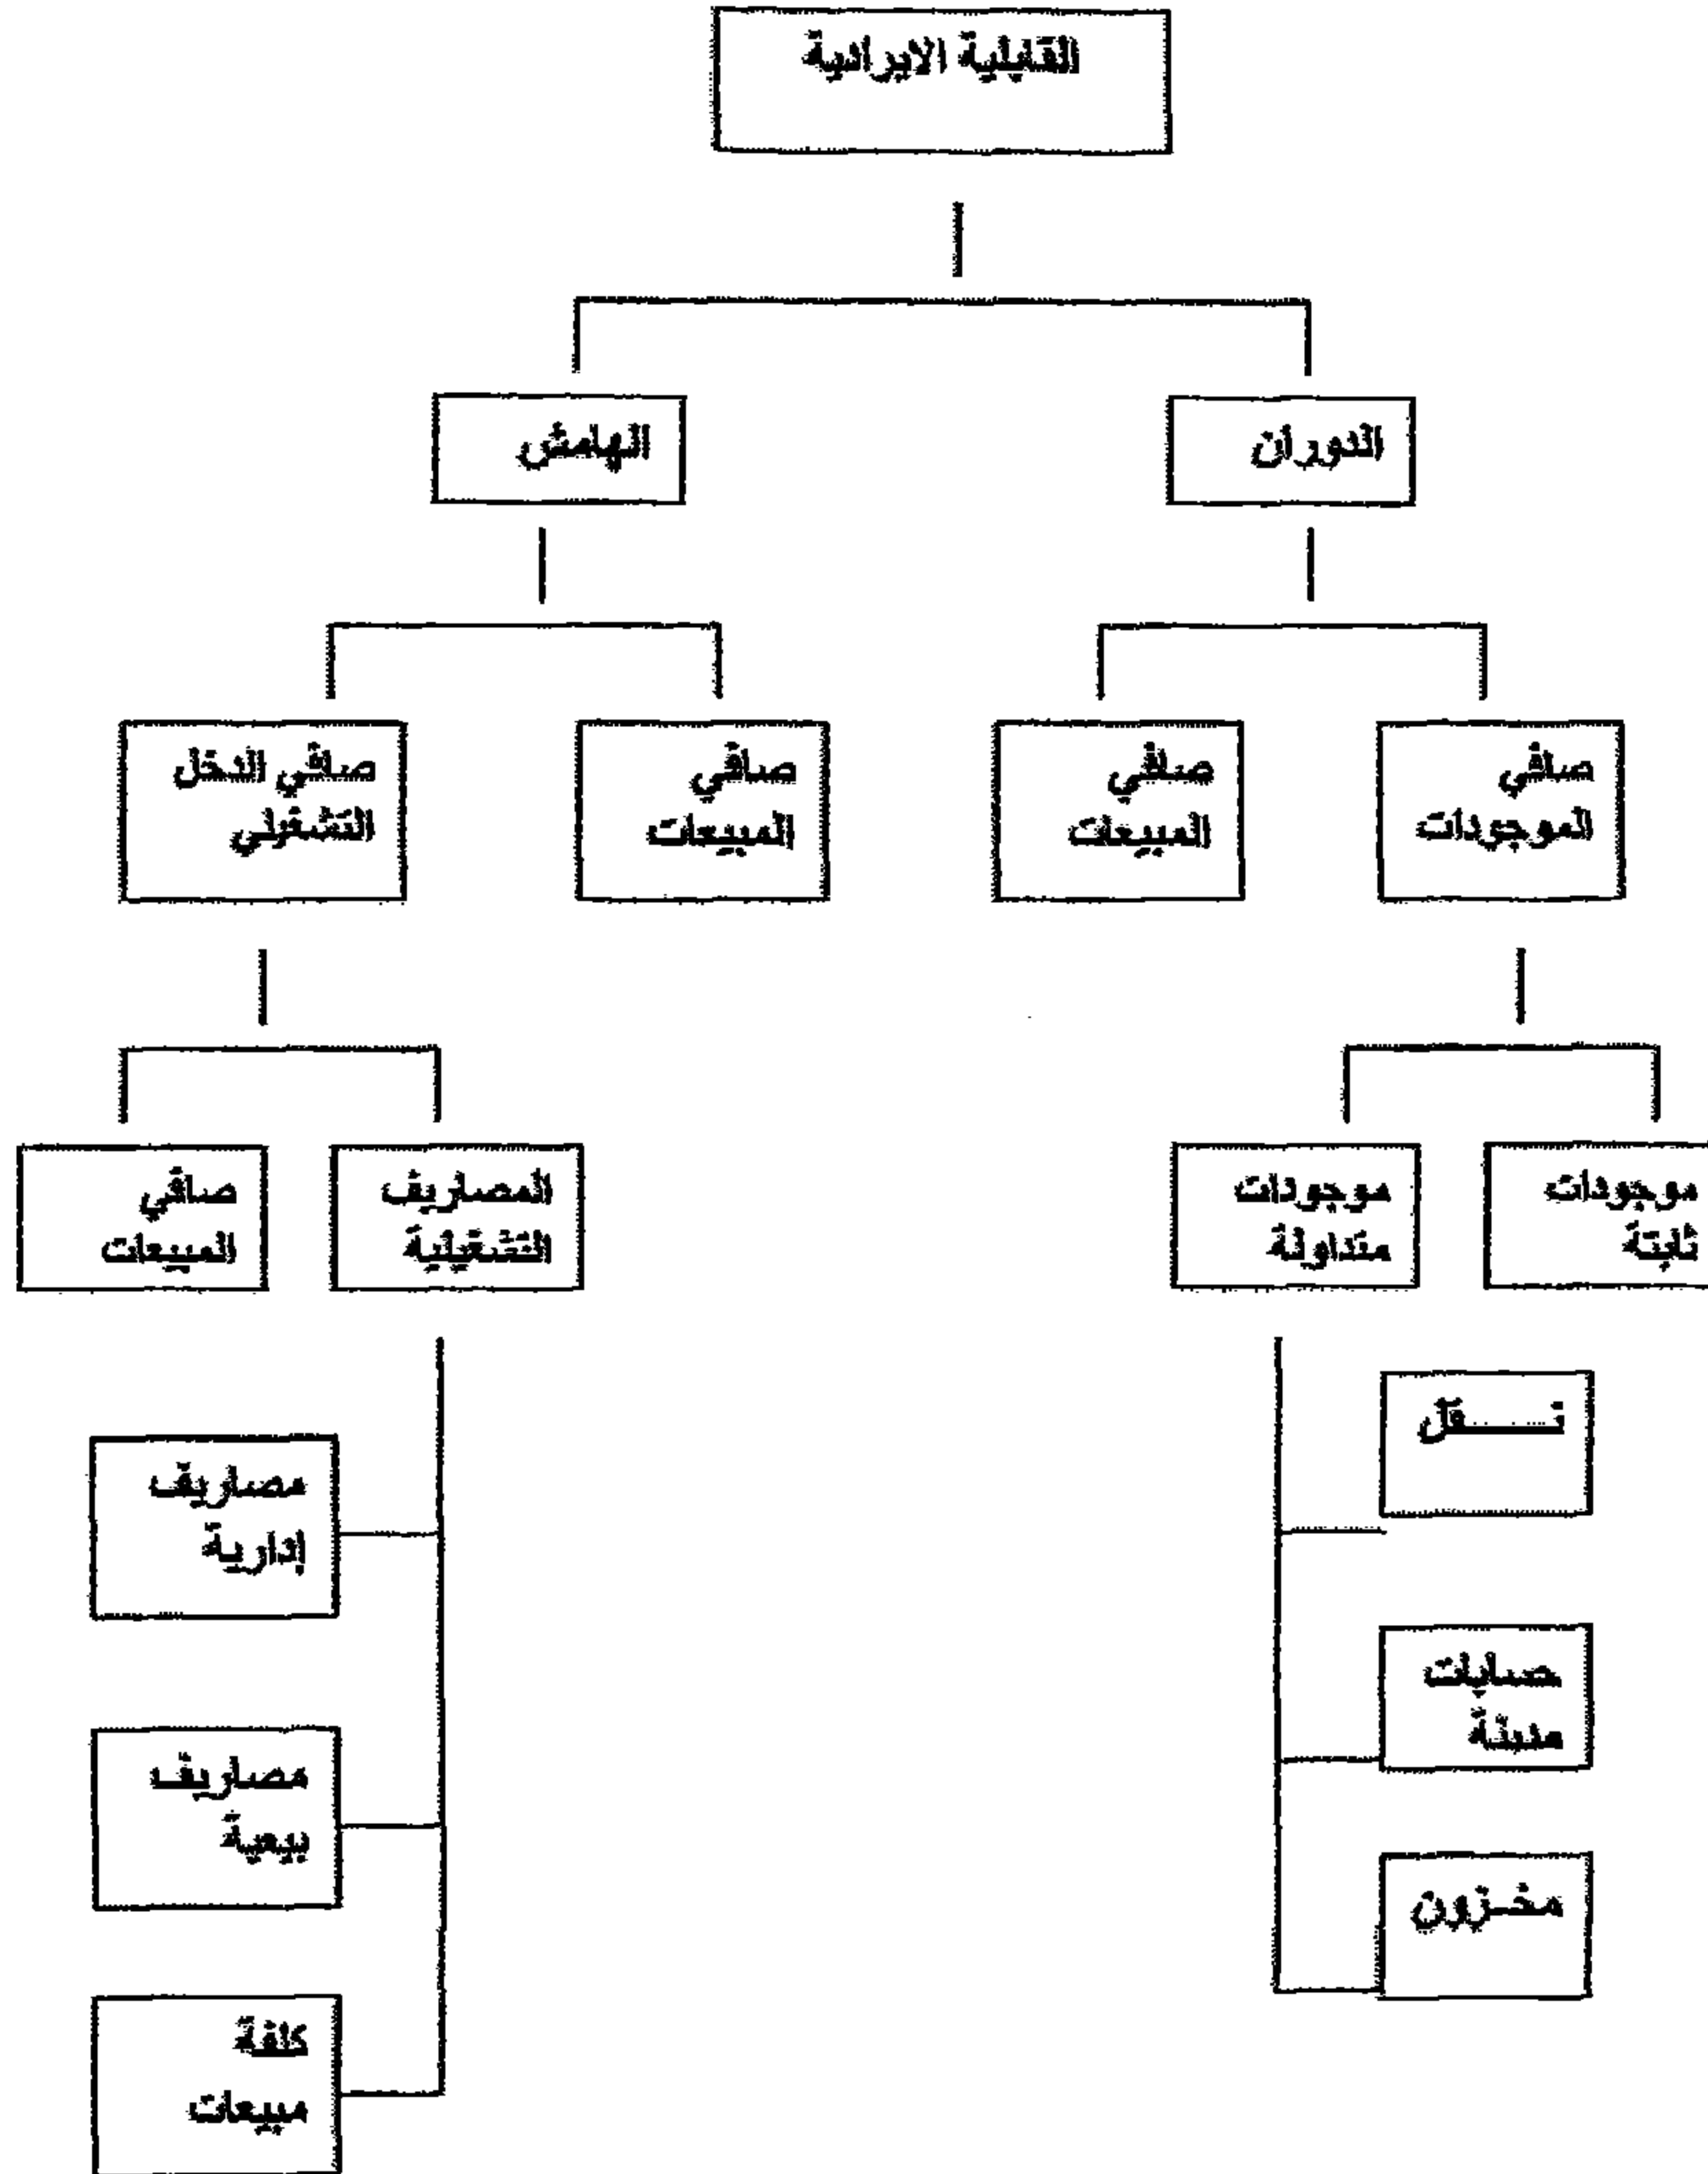 القابلية الايرادية
الدوران
الهامش
صافي
الموجودات
صافي
المبيعات
صافي
المبيعات
صافي الدخل
التشغيلي
موجودات
ثابتة
موجودات
متداولة
المصاريف
التشغيلية
صافي
المبيعات
نـــــقل
حسابات
مدينة
مخـزون
مصاريف
إدارية
مصاريف
بيعية
كلفة
مبيعات